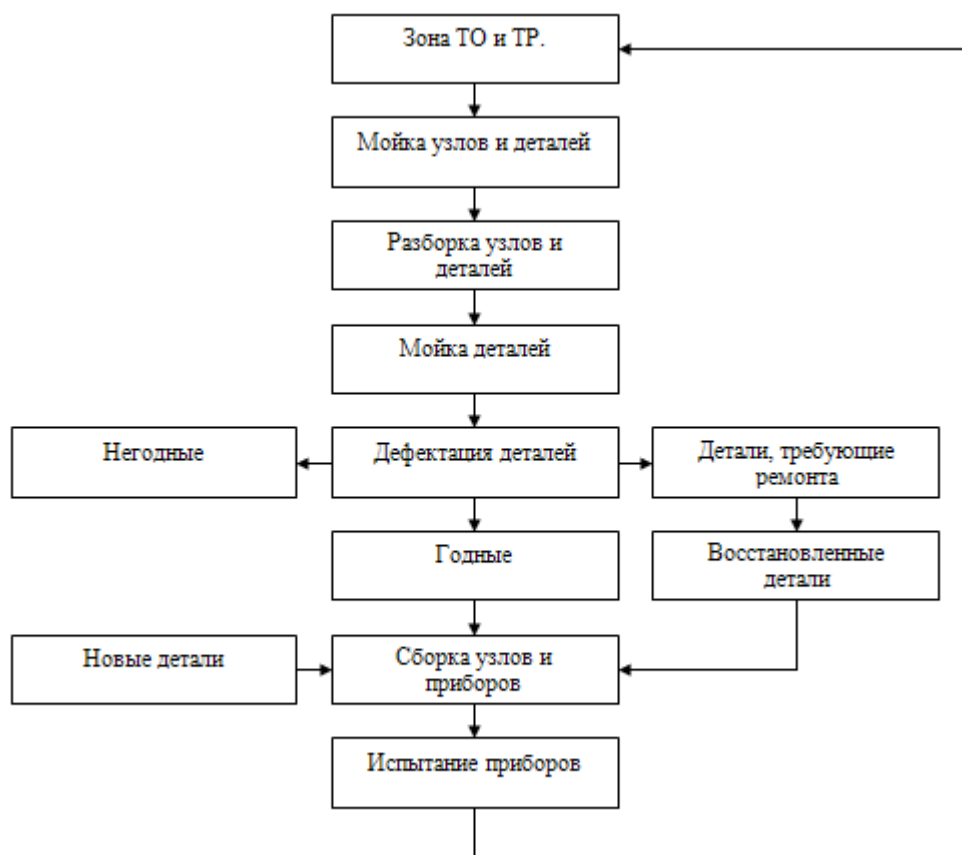 Зона ТО и ТР.
Мойка узлов и деталей
Разборка узлов и
деталей
Мойка деталей
Негодные
Дефектация деталей
Детали, требующие
ремонта
Годные
Восстановленные
детали
Новые детали
Сборка узлов и
приборов
Испытание приборов